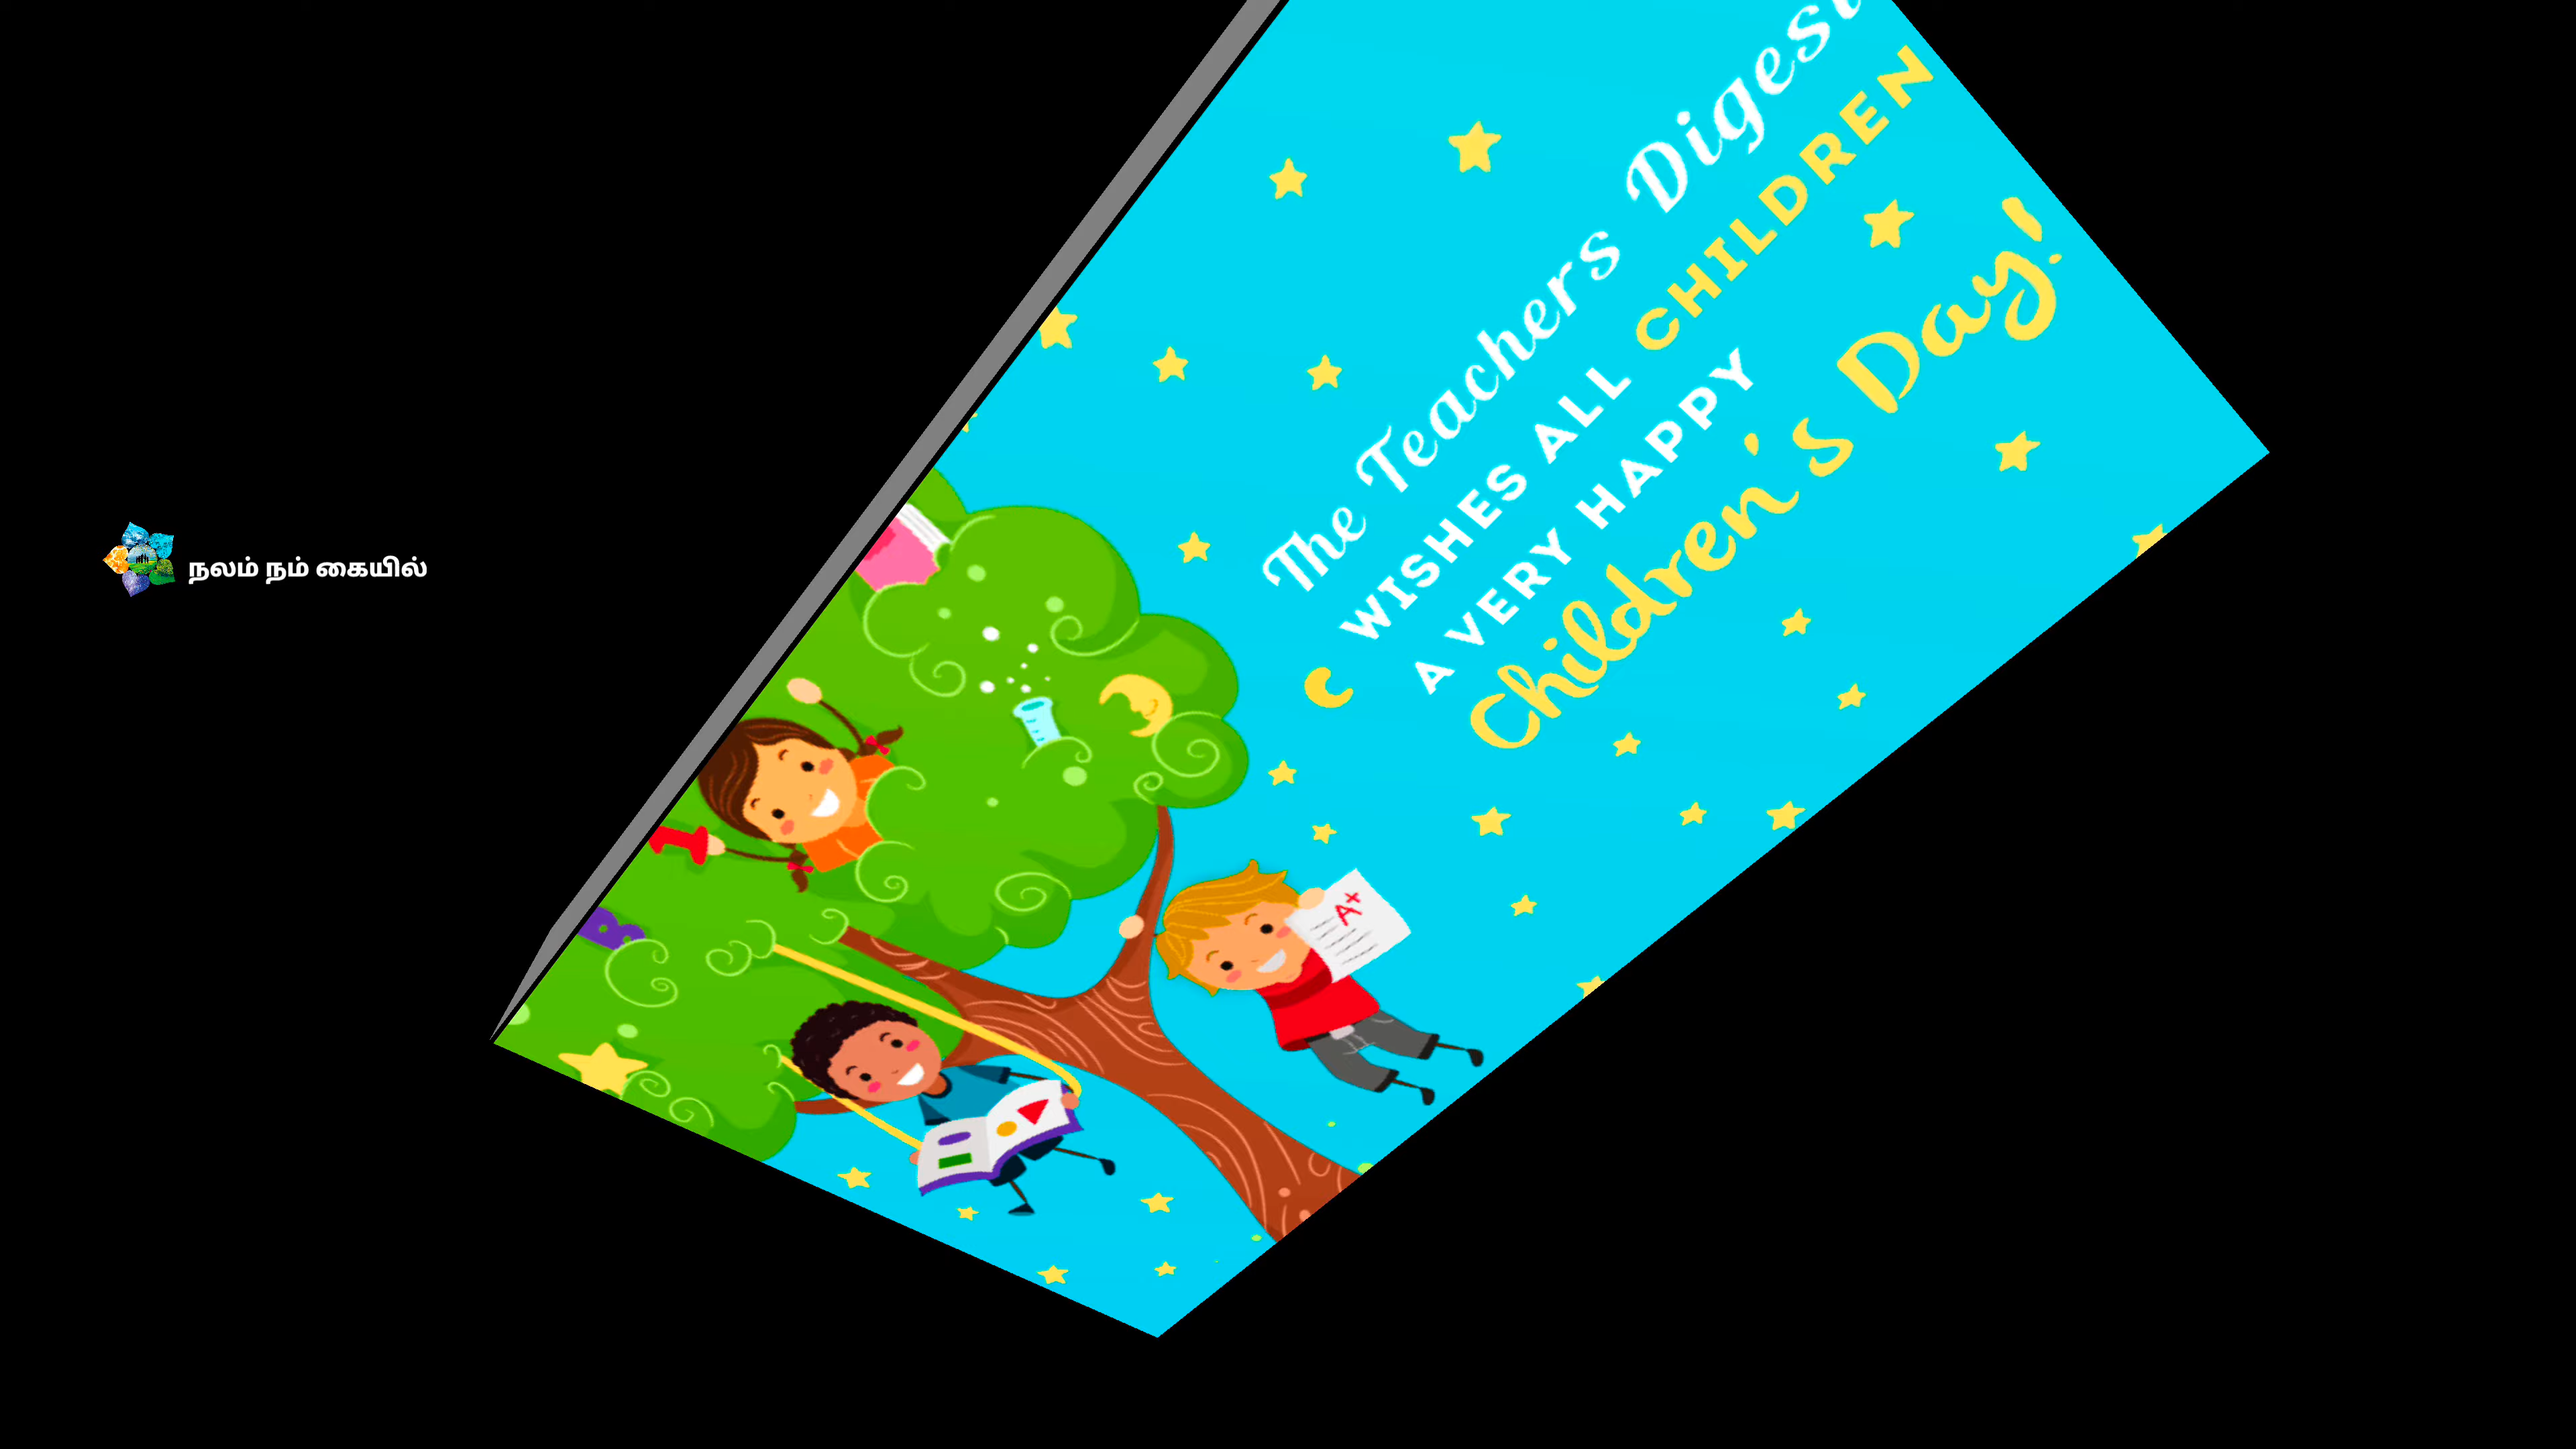 நலம் நம் கையில்
The Teachers Digest
WISHES ALL CHILDREN
A VERY HAPPY
Children's Day!
A+
B